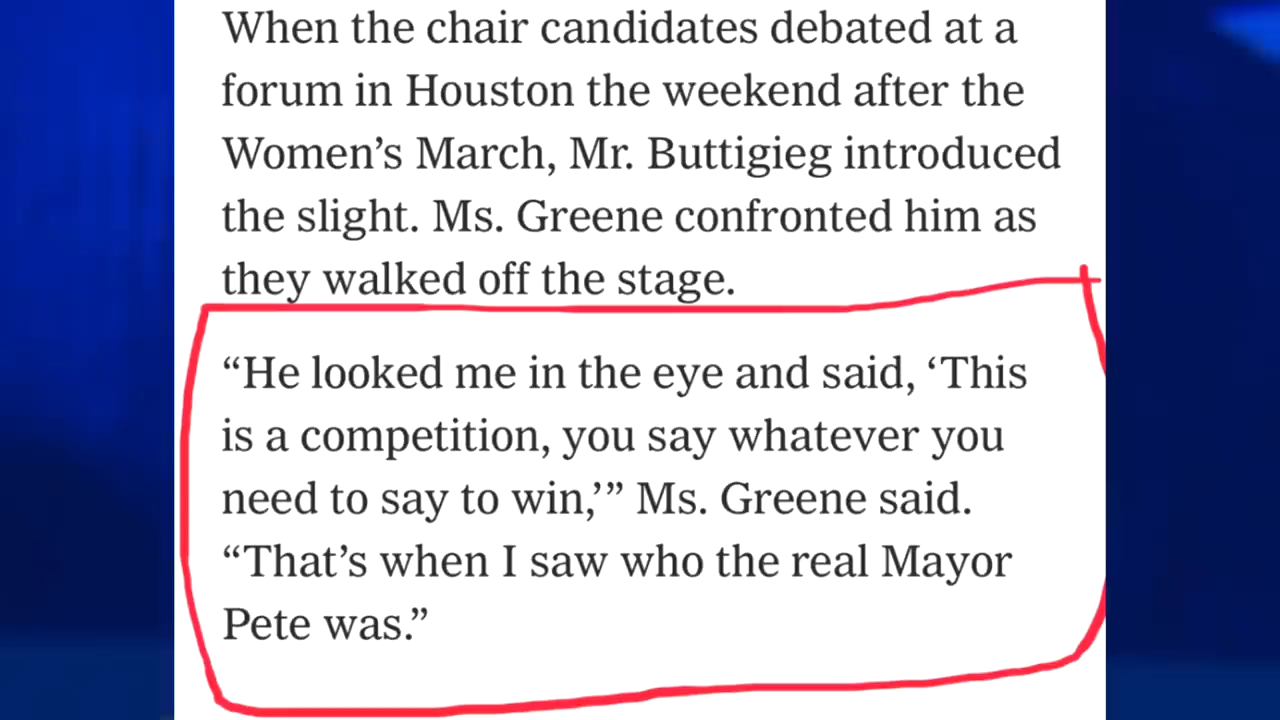 When the chair candidates debated at a
forum in Houston the weekend after the
Women’s March, Mr. Buttigieg introduced
the slight. Ms. Greene confronted him as
they walked off the stage.
“He looked me in the eye and said, ‘This
is a competition, you say whatever you
need to say to win,’” Ms. Greene said.
“That’s when I saw who the real Mayor
Pete was.”